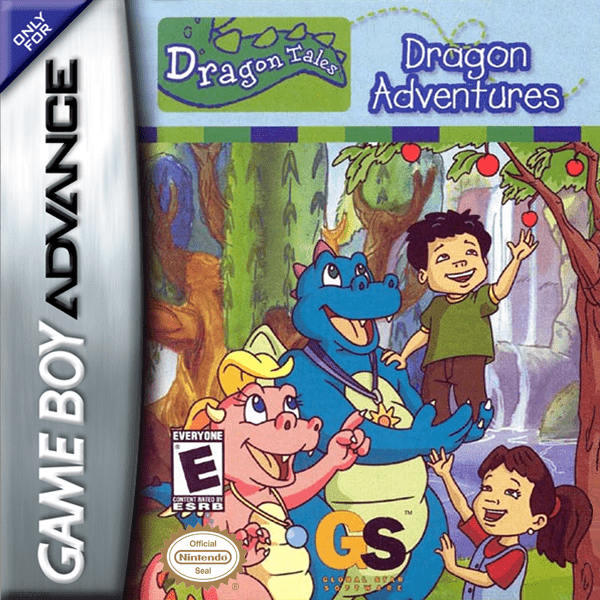 ONLY
FOR
GAME BOY ADVANCE
Dragon Tales
Dragon
Adventures
EVERYONE
E
CONTENT RATED BY
ESRB
Official
Nintendo
Seal
®
GS
™
GLOBAL STAR
SOFTWARE